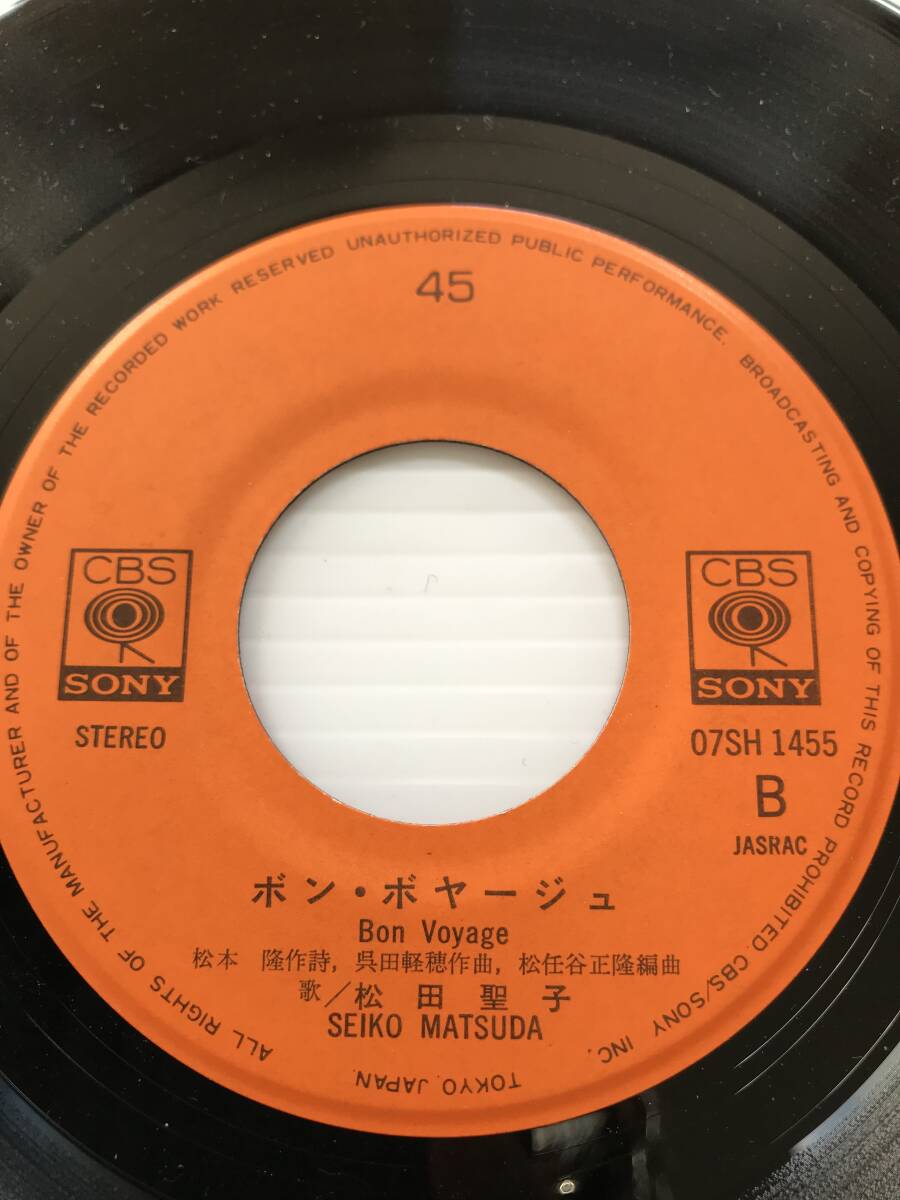 ALL RIGHTS OF THE MANUFACTURER AND OF THE OWNER OF THE RECORDED WORK RESERVED UNAUTHORIZED PUBLIC PERFORMANCE. BROADCASTING AND COPYING OF THIS RECORD PROHIBITED. CBS/SONY INC. TOKYO. JAPAN.
45
CBS
SONY
STEREO
CBS
SONY
07SH 1455
B
JASRAC
ボン・ボヤージュ
Bon Voyage
松本 隆作詩, 呉田軽穂作曲, 松任谷正隆編曲
歌／松田聖子
SEIKO MATSUDA